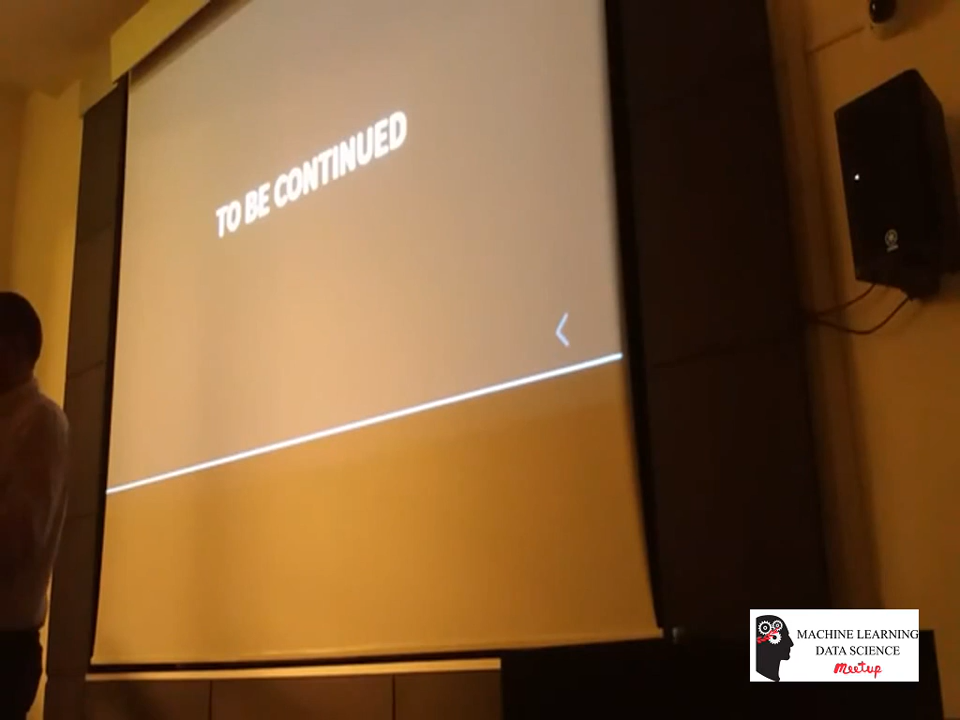 TO BE CONTINUED
MACHINE LEARNING
DATA SCIENCE
Meetup